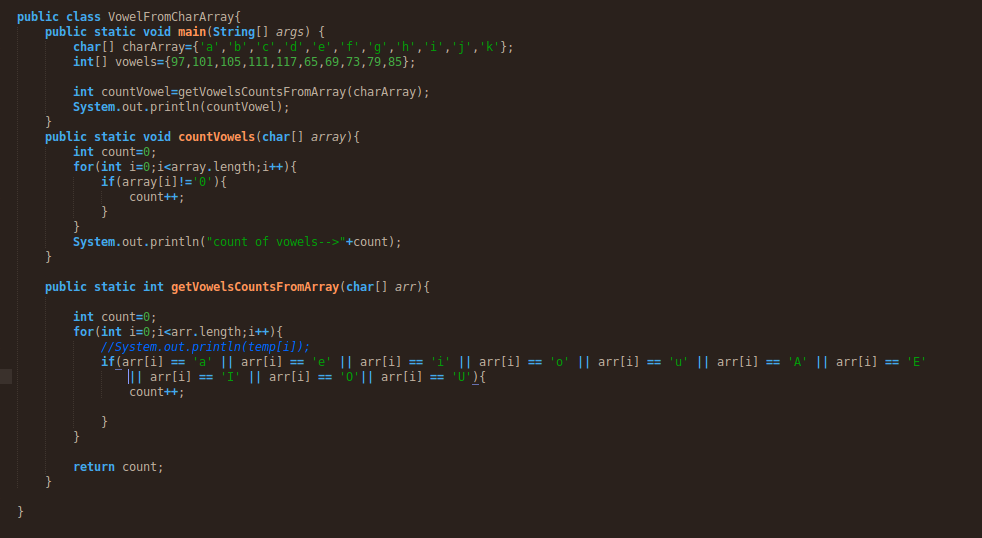 public class VowelFromCharArray{
    public static void main(String[] args) {
        char[] charArray={'a','b','c','d','e','f','g','h','i','j','k'};
        int[] vowels={97,101,105,111,117,65,69,73,79,85};
        int countVowel=getVowelsCountsFromArray(charArray);
        System.out.println(countVowel);
    }
    public static void countVowels(char[] array){
        int count=0;
        for(int i=0;i<array.length;i++){
            if(array[i]!='0'){
                count++;
            }
        }
        System.out.println("count of vowels-->"+count);
    }
    public static int getVowelsCountsFromArray(char[] arr){
        int count=0;
        for(int i=0;i<arr.length;i++){
            //System.out.println(temp[i]);
            if(arr[i] == 'a' || arr[i] == 'e' || arr[i] == 'i' || arr[i] == 'o' || arr[i] == 'u' || arr[i] == 'A' || arr[i] == 'E'
                || arr[i] == 'I' || arr[i] == 'O'|| arr[i] == 'U'){
                count++;
            }
        }
        return count;
    }
}